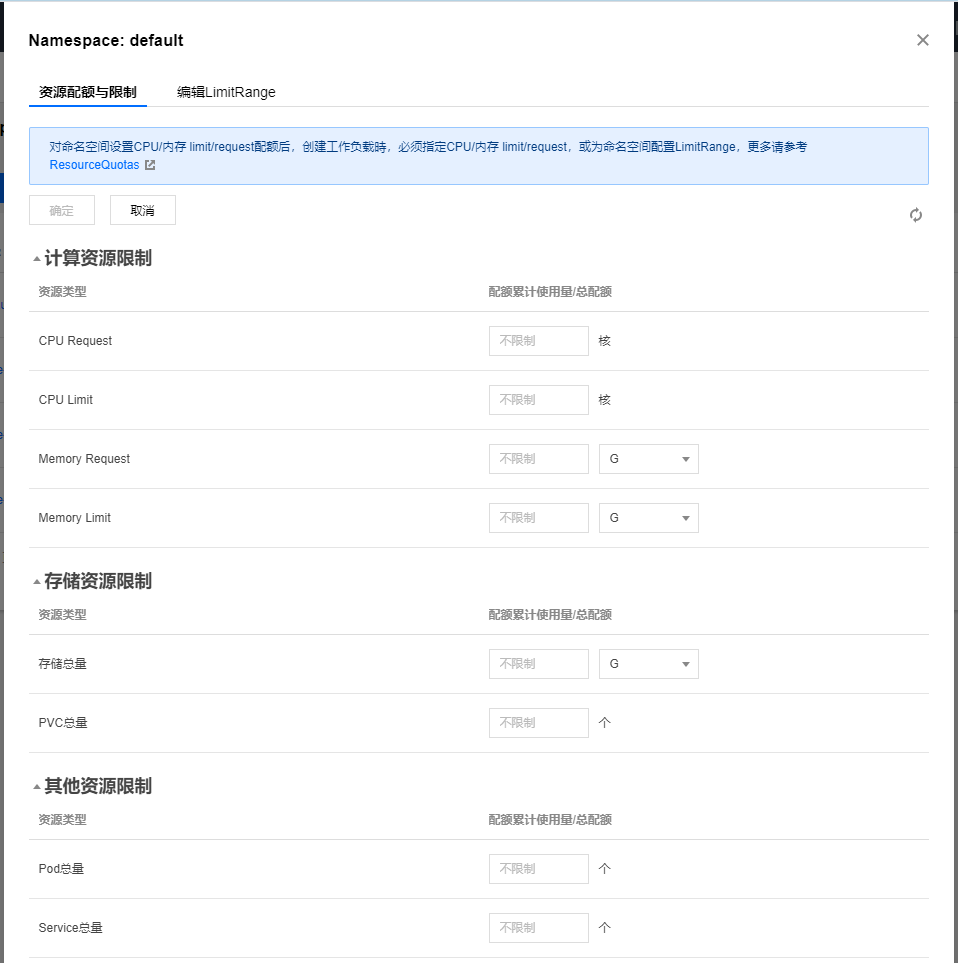 Namespace: default
资源配额与限制 编辑LimitRange
对命名空间设置CPU/内存 limit/request配额后，创建工作负载時，必须指定CPU/内存 limit/request，或为命名空间配置LimitRange，更多请参考
ResourceQuotas
确定 取消
计算资源限制
资源类型 配额累计使用量/总配额
CPU Request 不限制 核
CPU Limit 不限制 核
Memory Request 不限制 G
Memory Limit 不限制 G
存储资源限制
资源类型 配额累计使用量/总配额
存储总量 不限制 G
PVC总量 不限制 个
其他资源限制
资源类型 配额累计使用量/总配额
Pod总量 不限制 个
Service总量 不限制 个